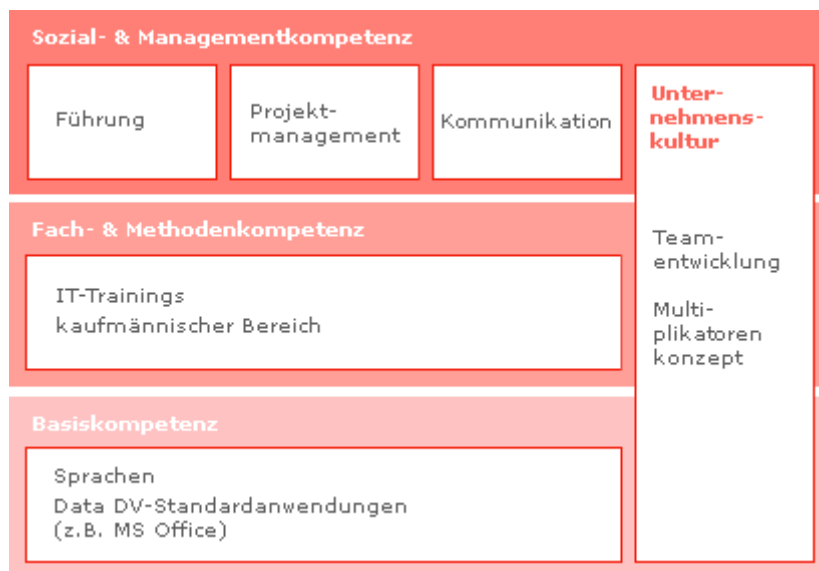 Sozial- & Managementkompetenz
Führung
Projekt-
management
Kommunikation
Unter-
nehmens-
kultur
Team-
entwicklung
Multi-
plikatoren
konzept
Fach- & Methodenkompetenz
IT-Trainings
kaufmännischer Bereich
Basiskompetenz
Sprachen
Data DV-Standardanwendungen
(z.B. MS Office)